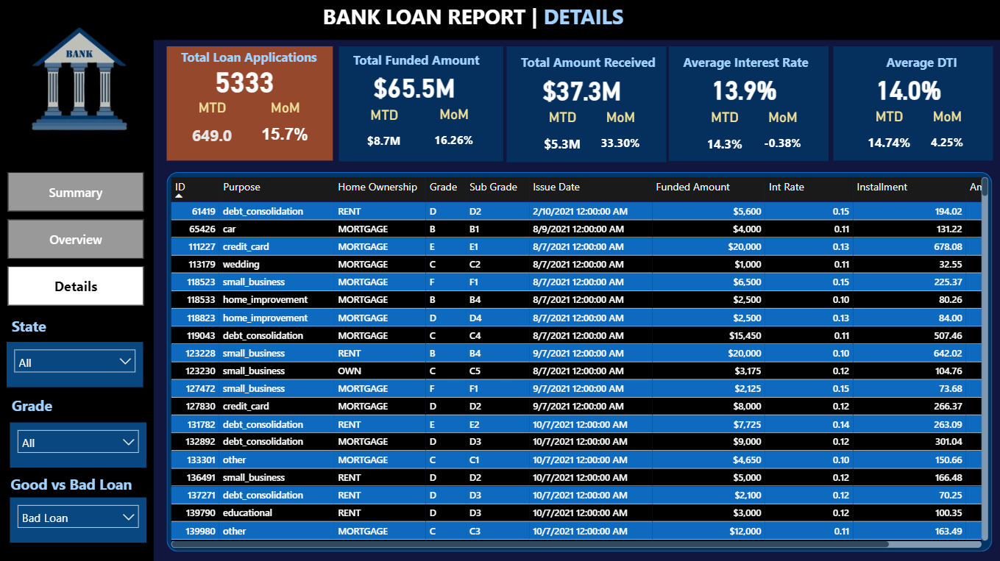 BANK LOAN REPORT | DETAILS
BANK
Total Loan Applications
5333
MTD MoM
649.0 15.7%
Total Funded Amount
$65.5M
MTD MoM
$8.7M 16.26%
Total Amount Received
$37.3M
MTD MoM
$5.3M 33.30%
Average Interest Rate
13.9%
MTD MoM
14.3% -0.38%
Average DTI
14.0%
MTD MoM
14.74% 4.25%
Summary
Overview
Details
State
All
Grade
All
Good vs Bad Loan
Bad Loan
ID Purpose Home Ownership Grade Sub Grade Issue Date Funded Amount Int Rate Installment
61419 debt_consolidation RENT D D2 2/10/2021 12:00:00 AM $5,600 0.15 194.02
65426 car MORTGAGE B B1 8/9/2021 12:00:00 AM $4,000 0.11 131.22
111227 credit_card MORTGAGE E E1 8/7/2021 12:00:00 AM $20,000 0.13 678.08
113179 wedding MORTGAGE C C2 8/7/2021 12:00:00 AM $1,000 0.11 32.55
118523 small_business MORTGAGE F F1 8/7/2021 12:00:00 AM $6,500 0.15 225.37
118533 home_improvement MORTGAGE B B4 8/7/2021 12:00:00 AM $2,500 0.10 80.26
118823 home_improvement MORTGAGE D D4 8/7/2021 12:00:00 AM $2,500 0.13 84.00
119043 debt_consolidation MORTGAGE C C4 8/7/2021 12:00:00 AM $15,450 0.11 507.46
123228 small_business RENT B B4 9/7/2021 12:00:00 AM $20,000 0.10 642.02
123230 small_business OWN C C5 8/7/2021 12:00:00 AM $3,175 0.12 104.76
127472 small_business MORTGAGE F F1 9/7/2021 12:00:00 AM $2,125 0.15 73.68
127830 credit_card MORTGAGE D D2 9/7/2021 12:00:00 AM $8,000 0.12 266.37
131782 debt_consolidation RENT E E2 10/7/2021 12:00:00 AM $7,725 0.14 263.09
132892 debt_consolidation MORTGAGE D D3 10/7/2021 12:00:00 AM $9,000 0.12 301.04
133301 other MORTGAGE C C1 10/7/2021 12:00:00 AM $4,650 0.10 150.66
136491 small_business RENT D D2 10/7/2021 12:00:00 AM $5,000 0.12 166.48
137271 debt_consolidation RENT D D3 10/7/2021 12:00:00 AM $2,100 0.12 70.25
139790 educational RENT D D3 10/7/2021 12:00:00 AM $3,000 0.12 100.35
139980 other MORTGAGE C C3 10/7/2021 12:00:00 AM $12,000 0.11 163.49